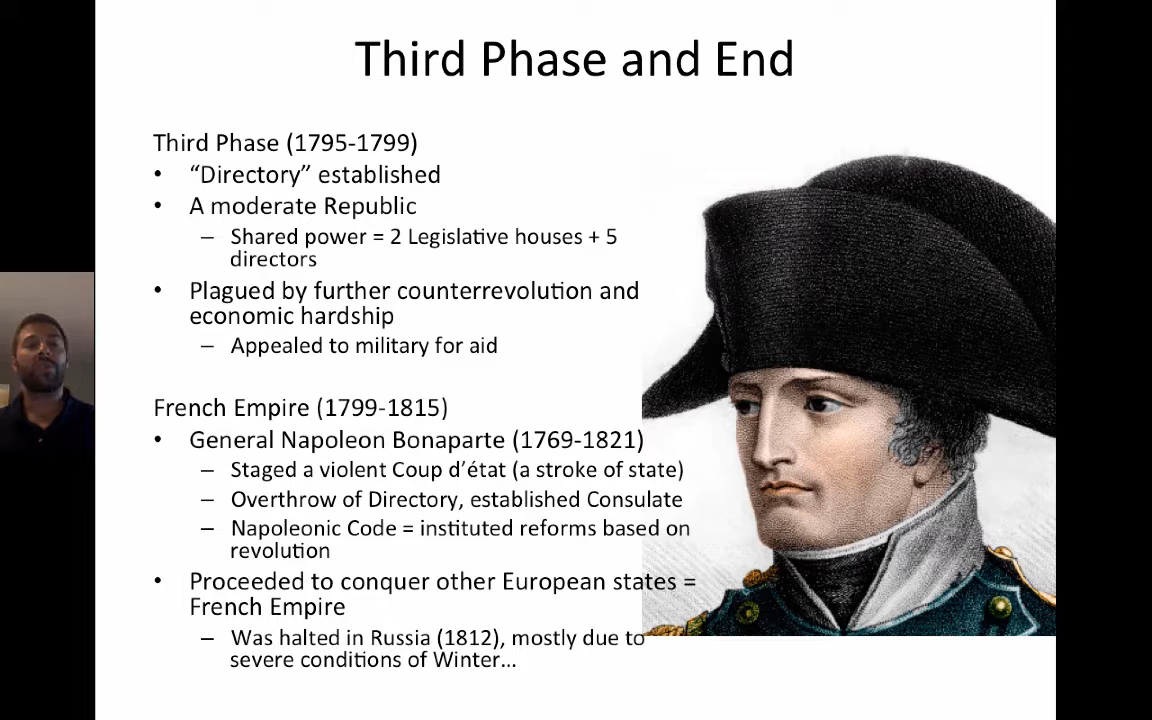 Third Phase and End
Third Phase (1795-1799)
• “Directory” established
• A moderate Republic
– Shared power = 2 Legislative houses + 5
directors
• Plagued by further counterrevolution and
economic hardship
– Appealed to military for aid
French Empire (1799-1815)
• General Napoleon Bonaparte (1769-1821)
– Staged a violent Coup d’état (a stroke of state)
– Overthrow of Directory, established Consulate
– Napoleonic Code = instituted reforms based on
revolution
• Proceeded to conquer other European states =
French Empire
– Was halted in Russia (1812), mostly due to
severe conditions of Winter…